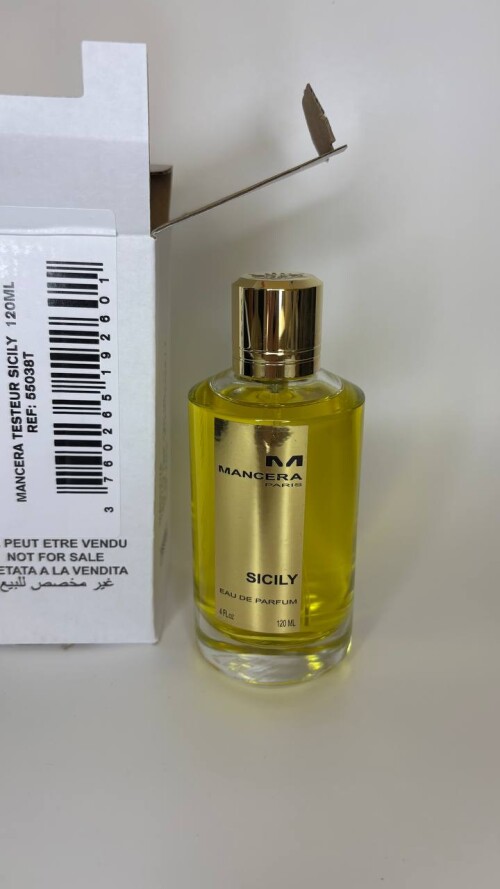 MANCERA TESTEUR SICILY 120ML
REF: 55038T
3 760265 192601
PEUT ETRE VENDU
NOT FOR SALE
ETATA A LA VENDITA
غير مخصص للبيع
M
MANCERA
PARIS
SICILY
EAU DE PARFUM
4 FL.oz 120 ML